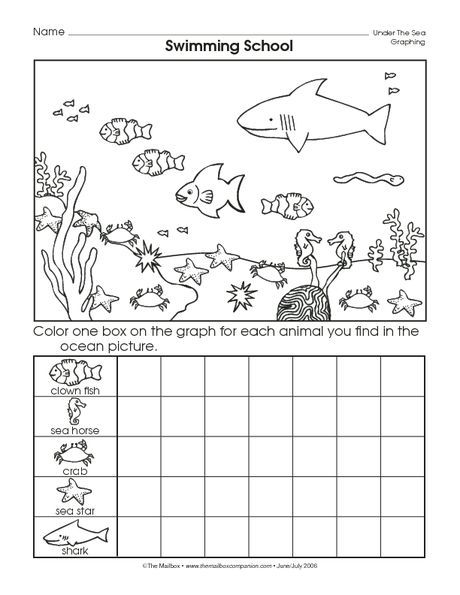 Name
Under The Sea
Graphing
Swimming School
Color one box on the graph for each animal you find in the
ocean picture.
clown fish
sea horse
crab
sea star
shark
©The Mailbox • www.themailboxcompanion.com • June/July 2006